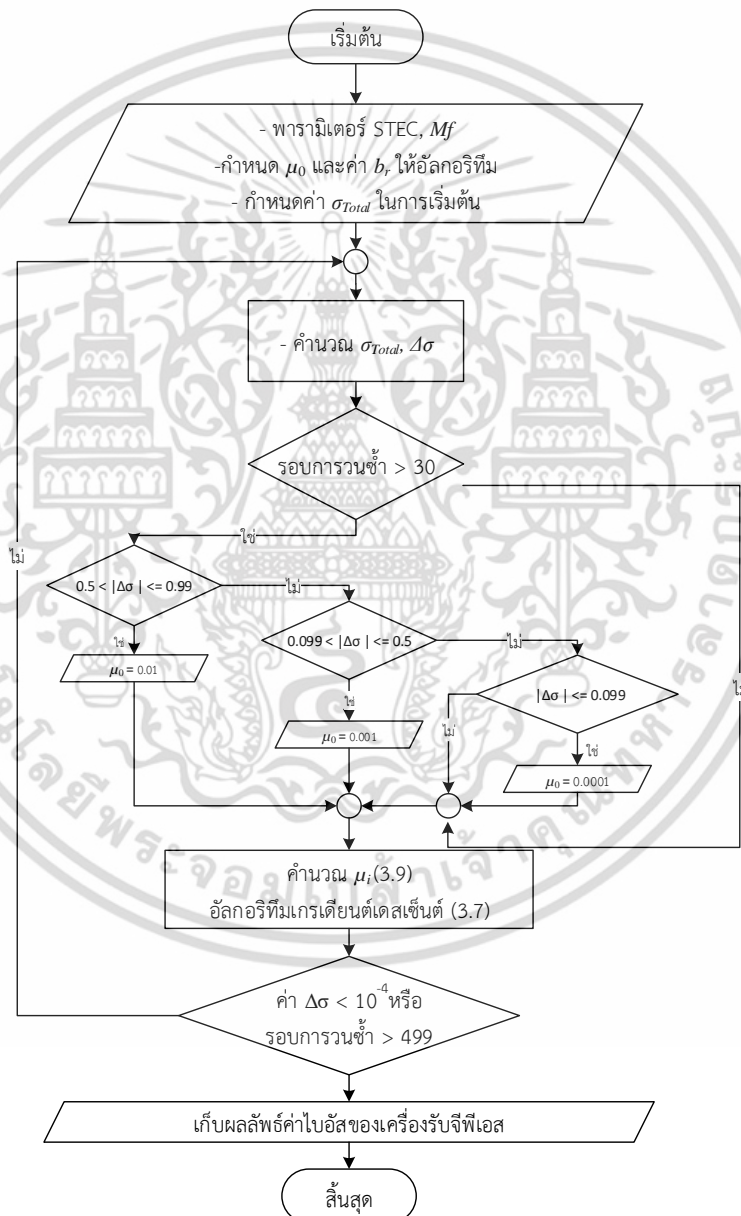 เริ่มต้น
- พารามิเตอร์ STEC, Mf
-กำหนด μ₀ และค่า bᵣ ให้อัลกอริทึม
- กำหนดค่า σTotal ในการเริ่มต้น
- คำนวณ σTotal, Δσ
รอบการวนซ้ำ > 30
ใช่
ไม่
0.5 < |Δσ | <= 0.99
ไม่
0.099 < |Δσ | <= 0.5
ไม่
|Δσ | <= 0.099
ไม่
ใช่
μ₀ = 0.01
ใช่
μ₀ = 0.001
ไม่
ใช่
μ₀ = 0.0001
คำนวณ μᵢ(3.9)
อัลกอริทึมเกรเดียนต์เดสเซ็นต์ (3.7)
ค่า Δσ < 10⁻⁴ หรือ
รอบการวนซ้ำ > 499
เก็บผลลัพธ์ค่าไบอัสของเครื่องรับจีพีเอส
สิ้นสุด